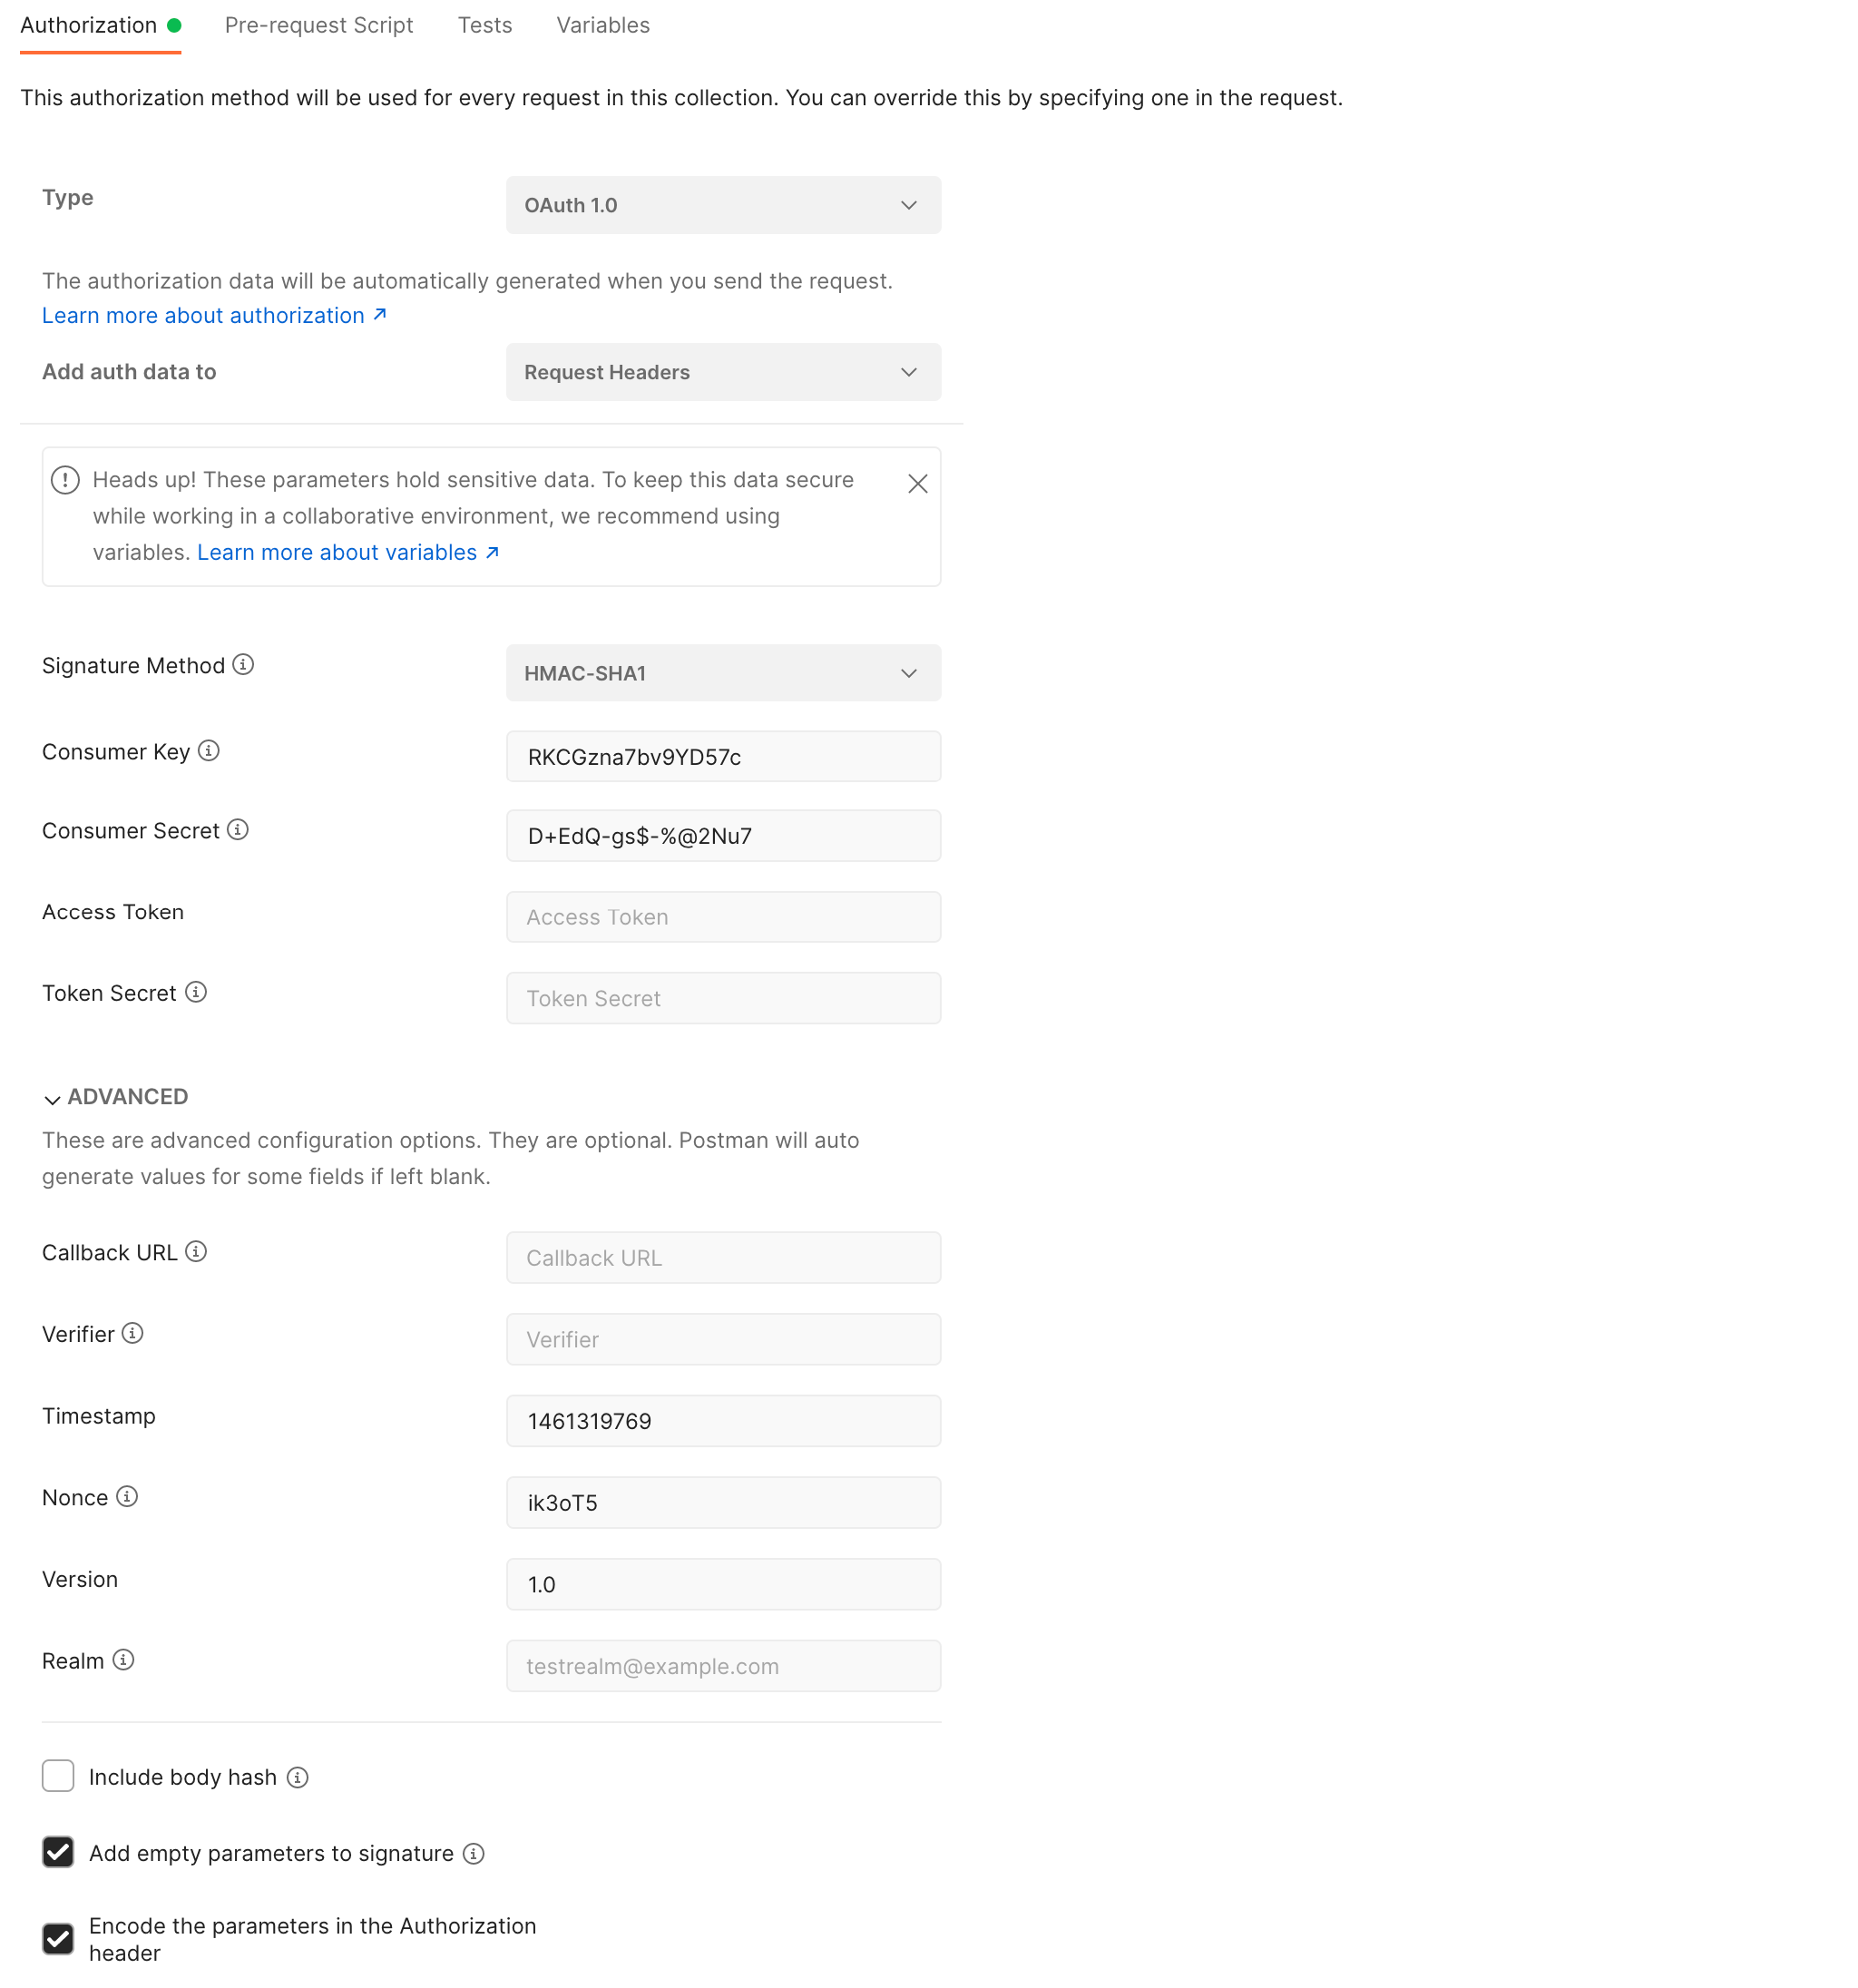 Authorization
Pre-request Script
Tests
Variables
This authorization method will be used for every request in this collection. You can override this by specifying one in the request.
Type
OAuth 1.0
The authorization data will be automatically generated when you send the request.
Learn more about authorization ↗
Add auth data to
Request Headers
Heads up! These parameters hold sensitive data. To keep this data secure
while working in a collaborative environment, we recommend using
variables. Learn more about variables ↗
Signature Method
HMAC-SHA1
Consumer Key
RKCGzna7bv9YD57c
Consumer Secret
D+EdQ-gs$-%@2Nu7
Access Token
Access Token
Token Secret
Token Secret
ADVANCED
These are advanced configuration options. They are optional. Postman will auto
generate values for some fields if left blank.
Callback URL
Callback URL
Verifier
Verifier
Timestamp
1461319769
Nonce
ik3oT5
Version
1.0
Realm
testrealm@example.com
Include body hash
Add empty parameters to signature
Encode the parameters in the Authorization
header